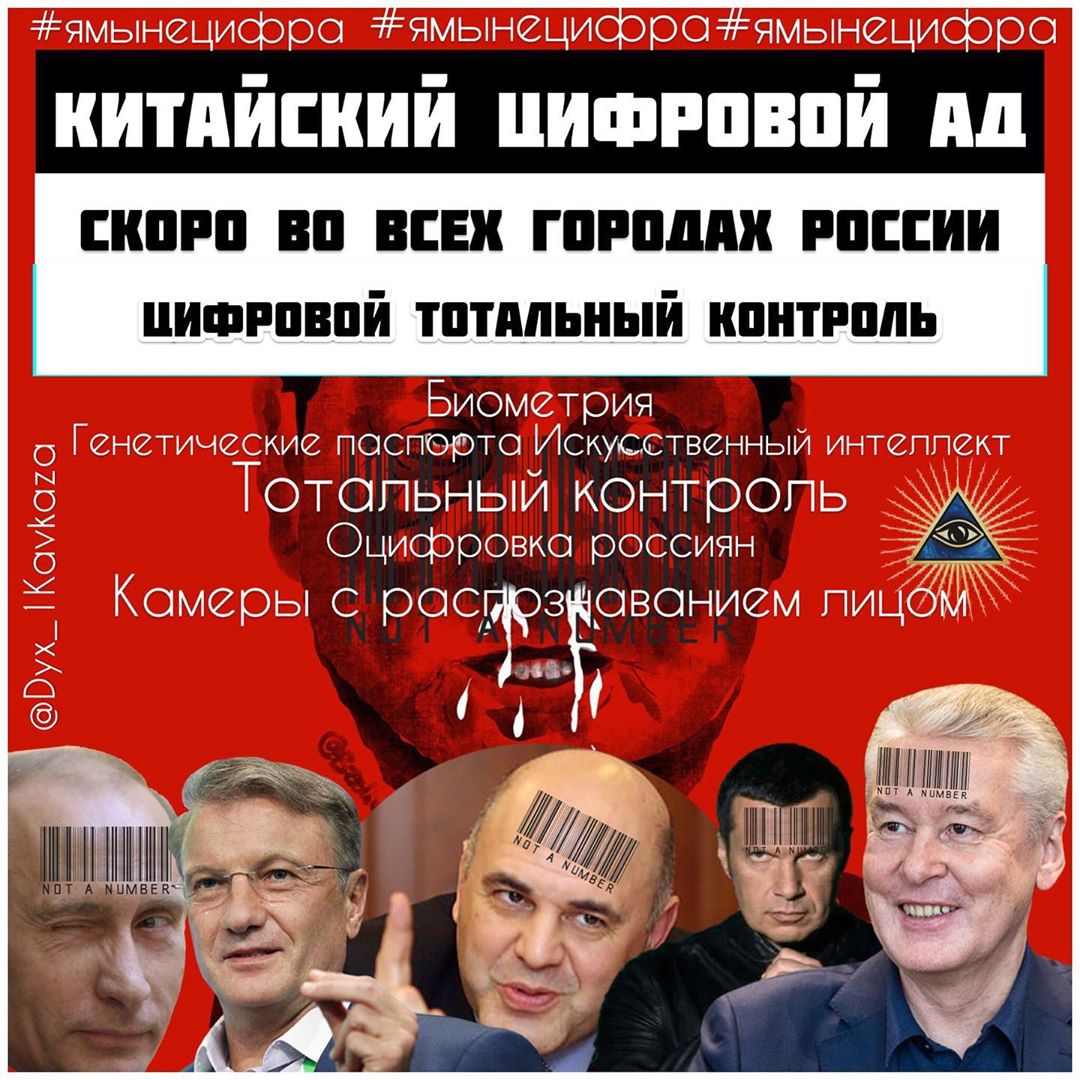 #ямынецифра #ямынецифра #ямынецифра
КИТАЙСКИЙ ЦИФРОВОЙ АД
СКОРО ВО ВСЕХ ГОРОДАХ РОССИИ
ЦИФРОВОЙ ТОТАЛЬНЫЙ КОНТРОЛЬ
Биометрия
Генетические паспорта Искусственный интеллект
Тотальный контроль
Оцифровка россиян
Камеры с распознаванием лицом
NOT A NUMBER
@Dyx_1Kavkaza
NOT A NUMBER
NOT A NUMBER
NOT A
NOT A NUMBER